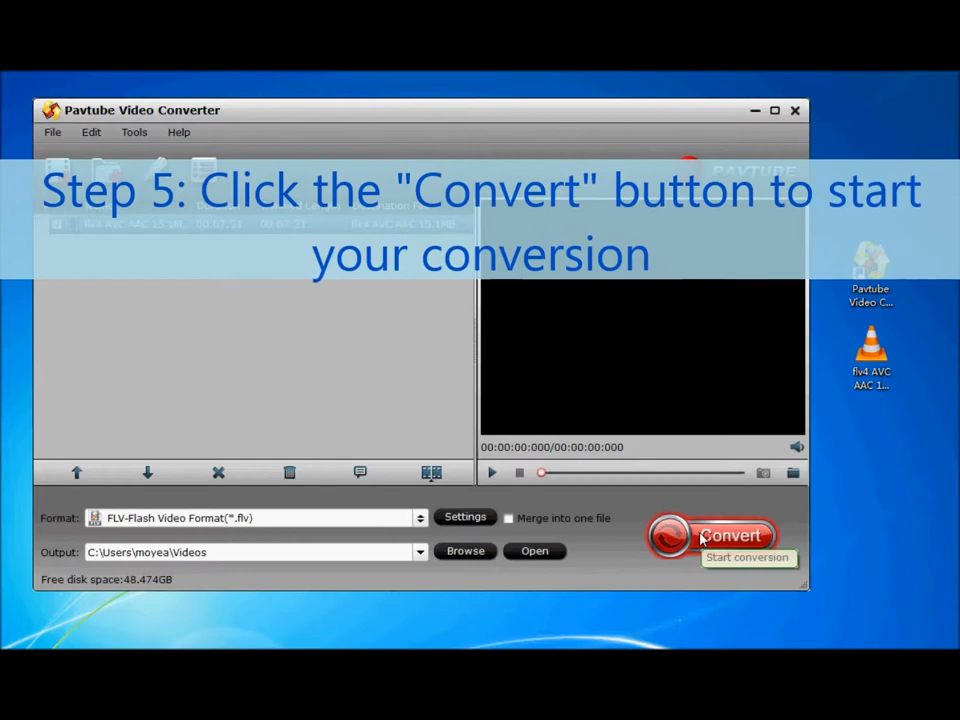 Pavtube Video Converter
File Edit Tools Help
PAVTUBE
Step 5: Click the "Convert" button to start
your conversion
Pavtube
Video C...
flv4 AVC
AAC 1...
00:00:00:000/00:00:00:000
Format: FLV-Flash Video Format(*.flv) Settings Merge into one file
Convert
Start conversion
Output: C:\Users\moyea\Videos Browse Open
Free disk space:48.474GB